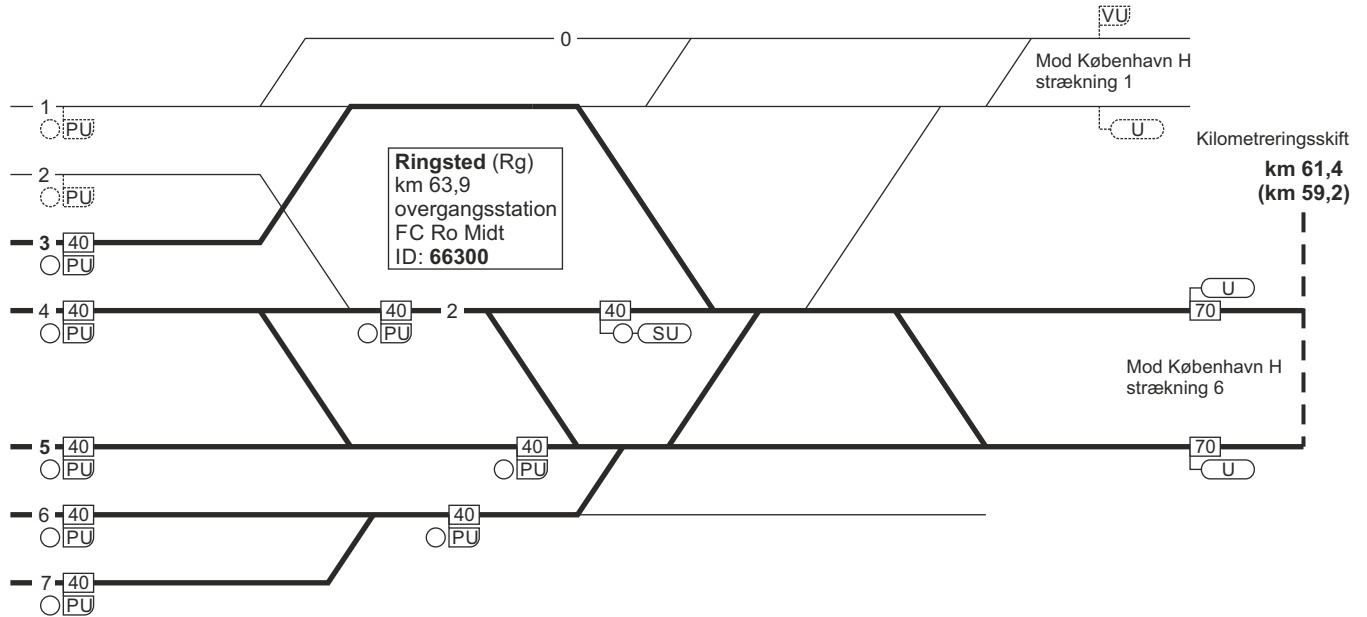 VU
0
Mod København H
strækning 1
1
PU
U
Kilometreringsskift
km 61,4
(km 59,2)
Ringsted (Rg)
km 63,9
overgangsstation
FC Ro Midt
ID: 66300
2
PU
3 40
PU
U
4 40
40 2
40
70
PU
PU
SU
Mod København H
strækning 6
5 40
40
70
PU
PU
U
6 40
40
PU
PU
7 40
PU